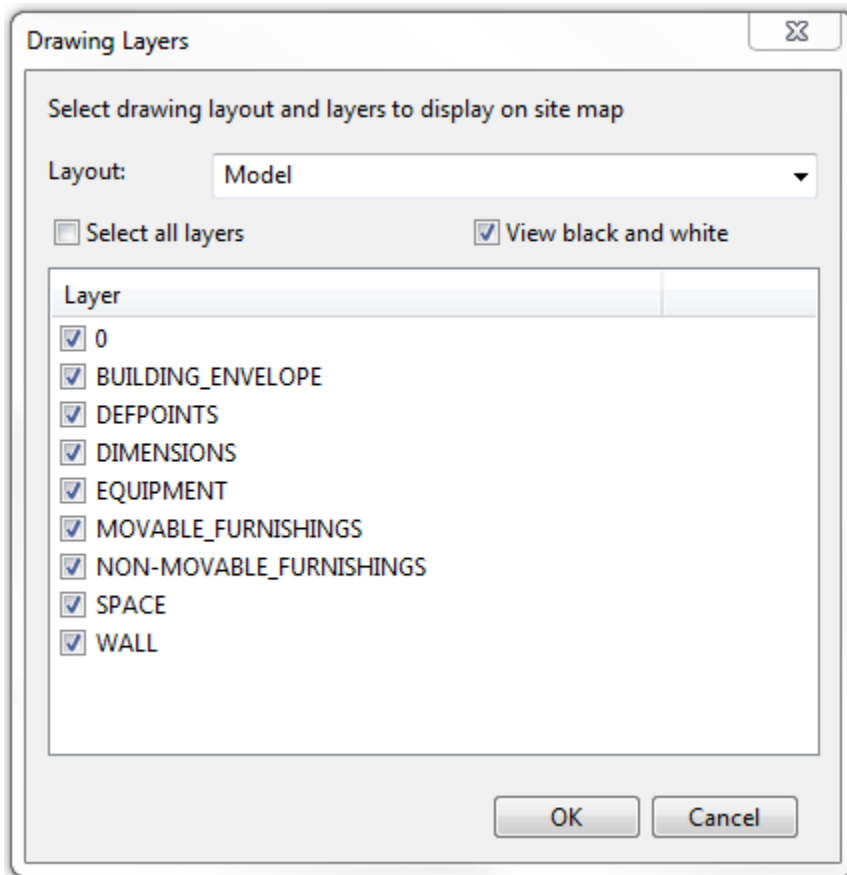 Drawing Layers
Select drawing layout and layers to display on site map
Layout: Model
Select all layers View black and white
Layer
0
BUILDING_ENVELOPE
DEFPOINTS
DIMENSIONS
EQUIPMENT
MOVABLE_FURNISHINGS
NON-MOVABLE_FURNISHINGS
SPACE
WALL
OK Cancel